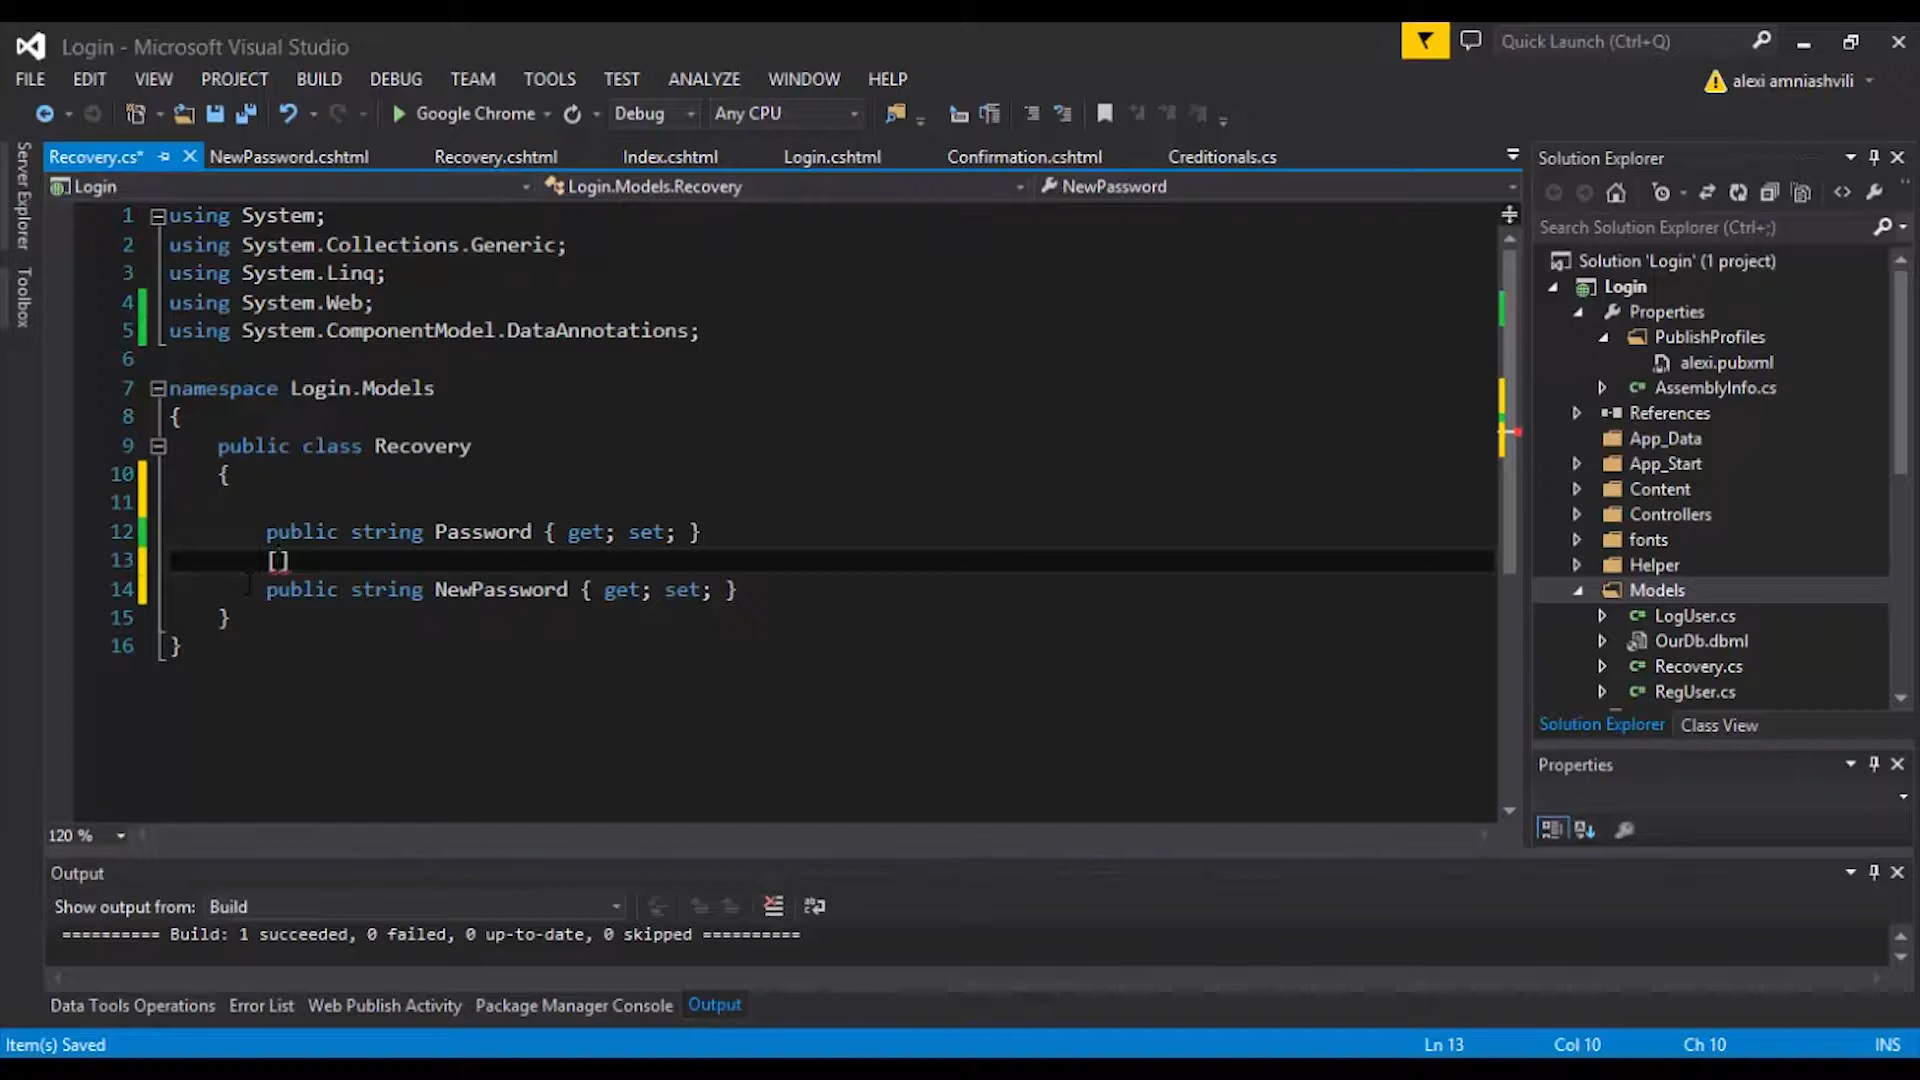 Login - Microsoft Visual Studio
Quick Launch (Ctrl+Q)
FILE EDIT VIEW PROJECT BUILD DEBUG TEAM TOOLS TEST ANALYZE WINDOW HELP
alexi amniashvili
Google Chrome Debug Any CPU
Server Explorer
Toolbox
Recovery.cs* NewPassword.cshtml Recovery.cshtml Index.cshtml Login.cshtml Confirmation.cshtml Creditionals.cs
Login Login.Models.Recovery NewPassword
1 using System;
2 using System.Collections.Generic;
3 using System.Linq;
4 using System.Web;
5 using System.ComponentModel.DataAnnotations;
6
7 namespace Login.Models
8 {
9 public class Recovery
10 {
11
12 public string Password { get; set; }
13 []
14 public string NewPassword { get; set; }
15 }
16 }
120 %
Solution Explorer
Search Solution Explorer (Ctrl+;)
Solution 'Login' (1 project)
Login
Properties
PublishProfiles
alexi.pubxml
AssemblyInfo.cs
References
App_Data
App_Start
Content
Controllers
fonts
Helper
Models
LogUser.cs
OurDb.dbml
Recovery.cs
RegUser.cs
Solution Explorer Class View
Properties
Output
Show output from: Build
========== Build: 1 succeeded, 0 failed, 0 up-to-date, 0 skipped ==========
Data Tools Operations Error List Web Publish Activity Package Manager Console Output
Item(s) Saved Ln 13 Col 10 Ch 10 INS